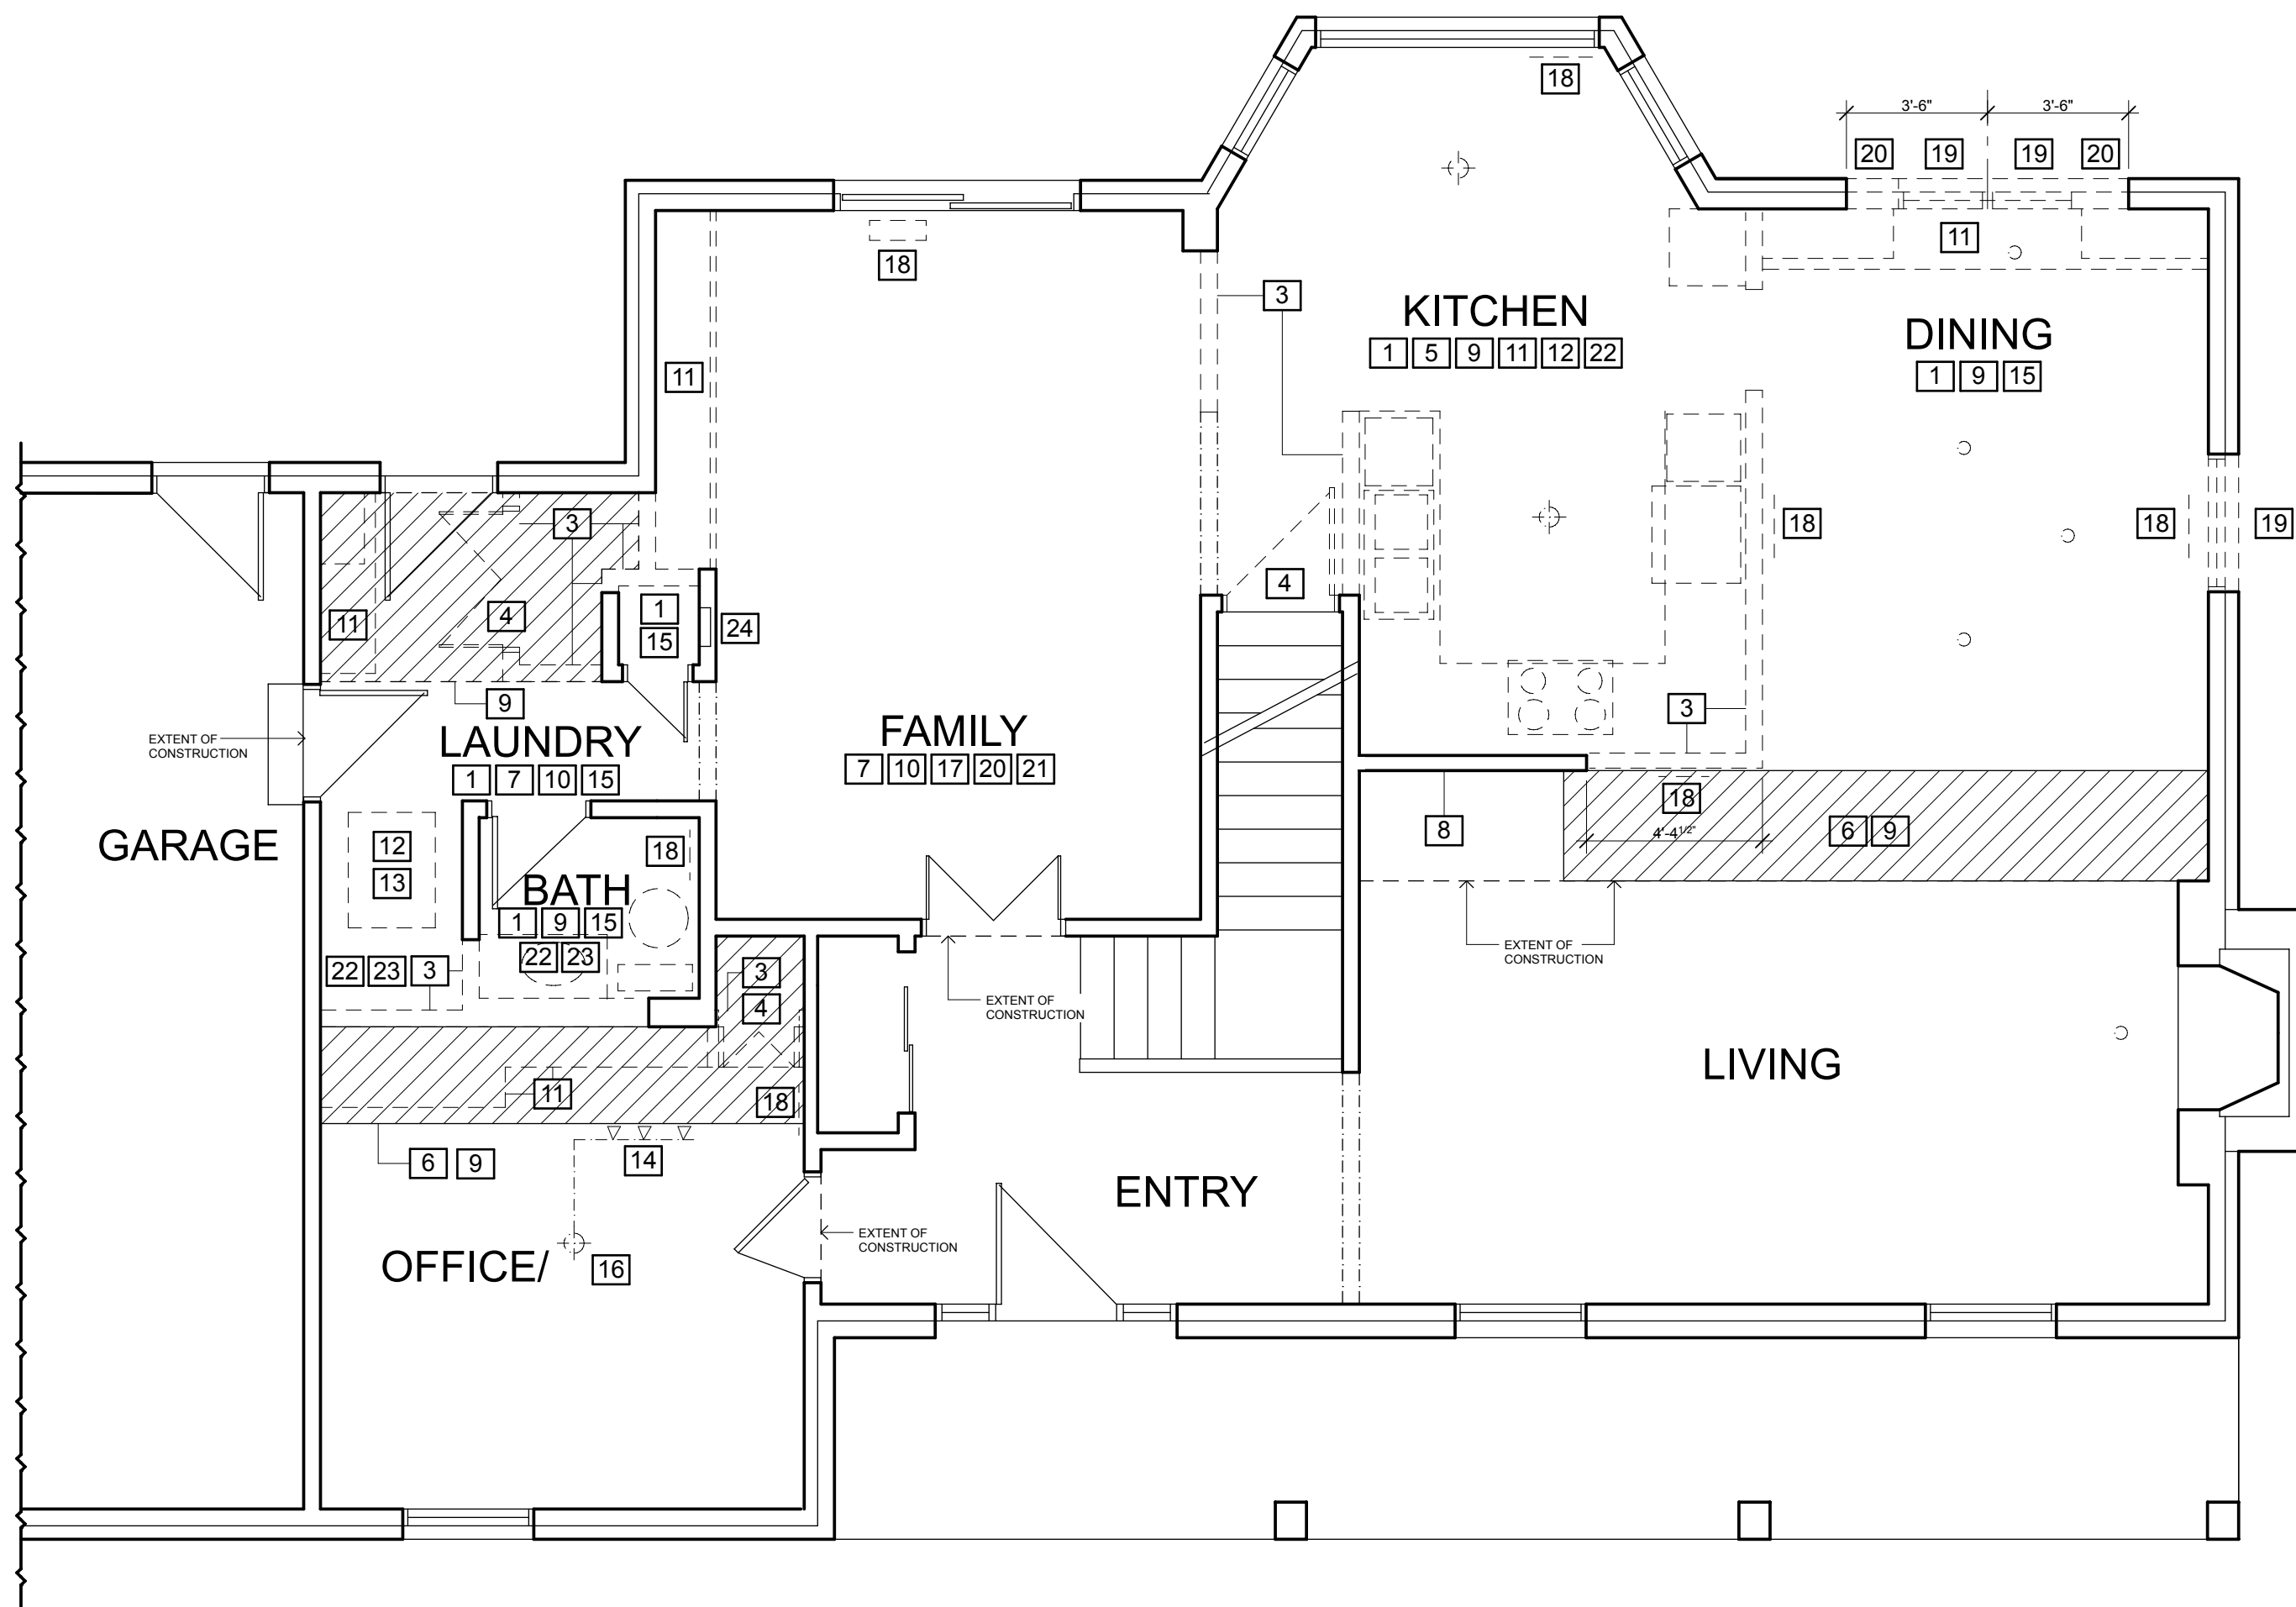 18
3'-6" 3'-6"
20 19 19 20
11
18
3
KITCHEN
1 5 9 11 12 22
DINING
1 9 15
11
3
18
18 19
4
4
1
15
24
11
9
3
EXTENT OF
CONSTRUCTION
LAUNDRY
1 7 10 15
FAMILY
7 10 17 20 21
18
4'-4 1/2"
6 9
8
GARAGE
12
13
18
BATH
1 9 15
22 23
22 23 3
3
4
EXTENT OF
CONSTRUCTION
EXTENT OF
CONSTRUCTION
LIVING
11
18
6 9
14
ENTRY
EXTENT OF
CONSTRUCTION
OFFICE/
16